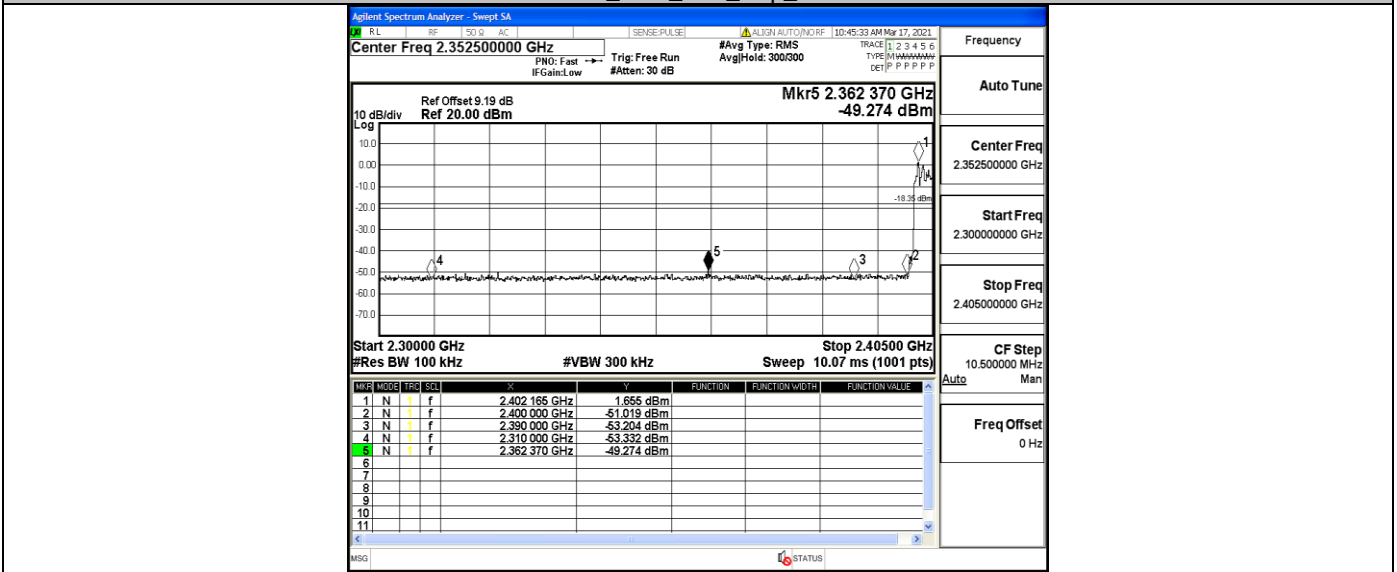 Agilent Spectrum Analyzer - Swept SA
RL RF 50 Ω AC SENSE:PULSE ALIGN AUTO/NO RF 10:45:33 AM Mar 17, 2021
Center Freq 2.352500000 GHz
PNO: Fast
IFGain:Low
Trig: Free Run
#Atten: 30 dB
#Avg Type: RMS
Avg|Hold: 300/300
TRACE 1 2 3 4 5 6
TYPE M
DET P P P P P P
Mkr5 2.362 370 GHz
-49.274 dBm
Ref Offset 9.19 dB
10 dB/div Ref 20.00 dBm
Log
10.0
0.00
-10.0
-20.0
-30.0
-40.0
-50.0
-60.0
-70.0
1
-18.35 dBm
5
4
3
2
Start 2.30000 GHz Stop 2.40500 GHz
#Res BW 100 kHz #VBW 300 kHz Sweep 10.07 ms (1001 pts)
MKR MODE TRC SCL X Y FUNCTION FUNCTION WIDTH FUNCTION VALUE
1 N 1 f 2.402 165 GHz 1.655 dBm
2 N 1 f 2.400 000 GHz -51.019 dBm
3 N 1 f 2.390 000 GHz -53.204 dBm
4 N 1 f 2.310 000 GHz -53.332 dBm
5 N 1 f 2.362 370 GHz -49.274 dBm
6
7
8
9
10
11
MSG STATUS
Frequency
Auto Tune
Center Freq
2.352500000 GHz
Start Freq
2.300000000 GHz
Stop Freq
2.405000000 GHz
CF Step
10.500000 MHz
Auto Man
Freq Offset
0 Hz